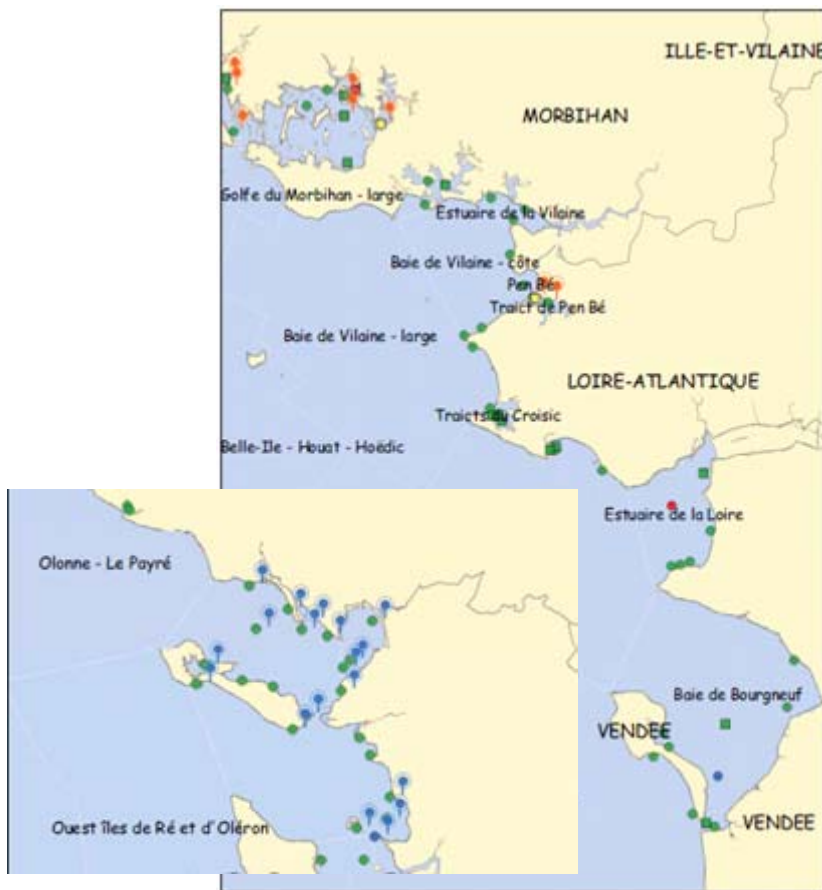 ILLE-ET-VILAINE
MORBIHAN
Golfe du Morbihan - large
Estuaire de la Vilaine
Baie de Vilaine - côte
Pen Bé
Traict de Pen Bé
Baie de Vilaine - large
LOIRE-ATLANTIQUE
Traicts du Croisic
Belle-Ile - Houat - Hoëdic
Estuaire de la Loire
Olonne - Le Payré
Baie de Bourgneuf
VENDEE
Ouest îles de Ré et d'Oléron
VENDEE